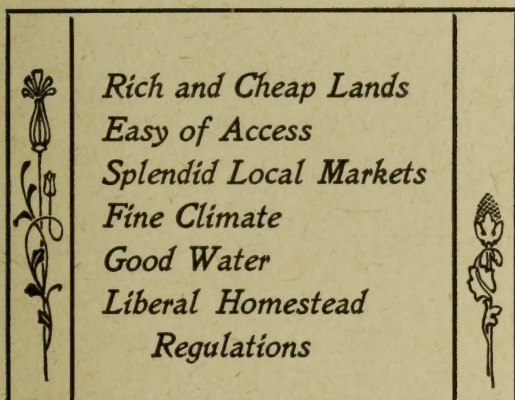 Rich and Cheap Lands
Easy of Access
Splendid Local Markets
Fine Climate
Good Water
Liberal Homestead
Regulations